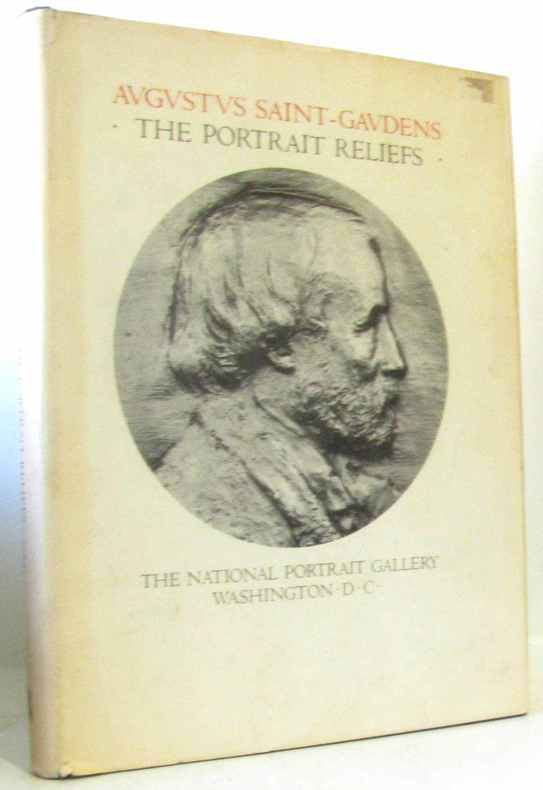 AVGVSTVS SAINT-GAVDENS
· THE PORTRAIT RELIEFS ·
THE NATIONAL PORTRAIT GALLERY
WASHINGTON · D · C ·